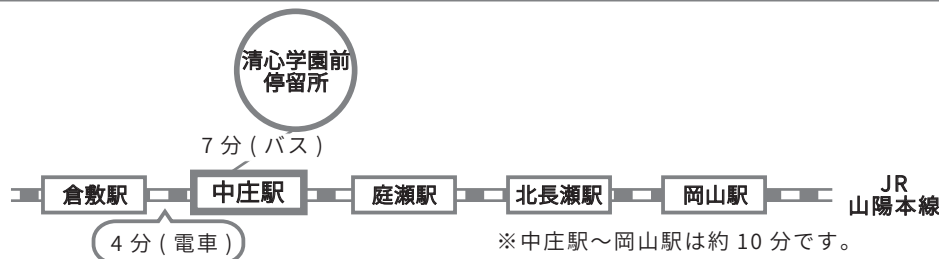 清心学園前
停留所
7分(バス)
倉敷駅
中庄駅
庭瀬駅
北長瀬駅
岡山駅
JR
山陽本線
4分(電車)
※中庄駅～岡山駅は約10分です。